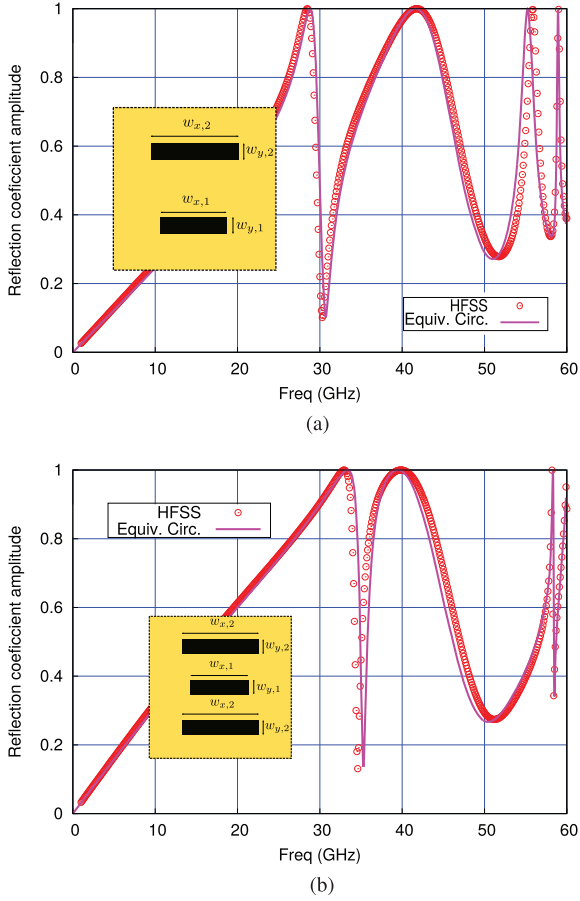 1
0.8
0.6
0.4
0.2
0
Reflection coeficcient amplitude
w_{x,2}
w_{y,2}
w_{x,1}
w_{y,1}
HFSS
Equiv. Circ.
0 10 20 30 40 50 60
Freq (GHz)
(a)
1
0.8
0.6
0.4
0.2
0
Reflection coeficcient amplitude
HFSS
Equiv. Circ.
w_{x,2}
w_{y,2}
w_{x,1}
w_{y,1}
w_{x,2}
w_{y,2}
0 10 20 30 40 50 60
Freq (GHz)
(b)